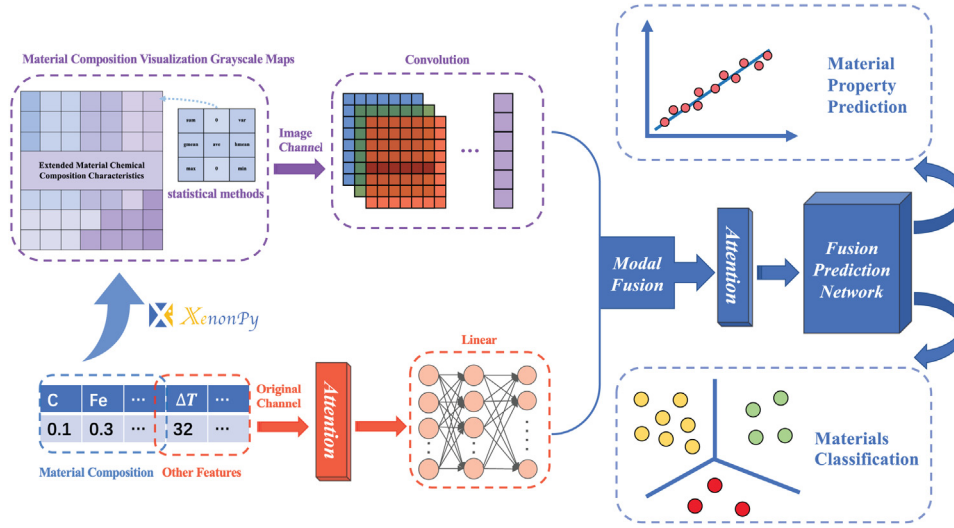 Material Composition Visualization Grayscale Maps
Extended Material Chemical
Composition Characteristics
sum 0 var
gmean ave hmean
max 0 min
statistical methods
Image
Channel
Convolution
...
XenonPy
C Fe ... ΔT ...
0.1 0.3 ... 32 ...
Material Composition
Other Features
Original
Channel
Attention
Linear
Modal
Fusion
Attention
Fusion
Prediction
Network
Material
Property
Prediction
Materials
Classification